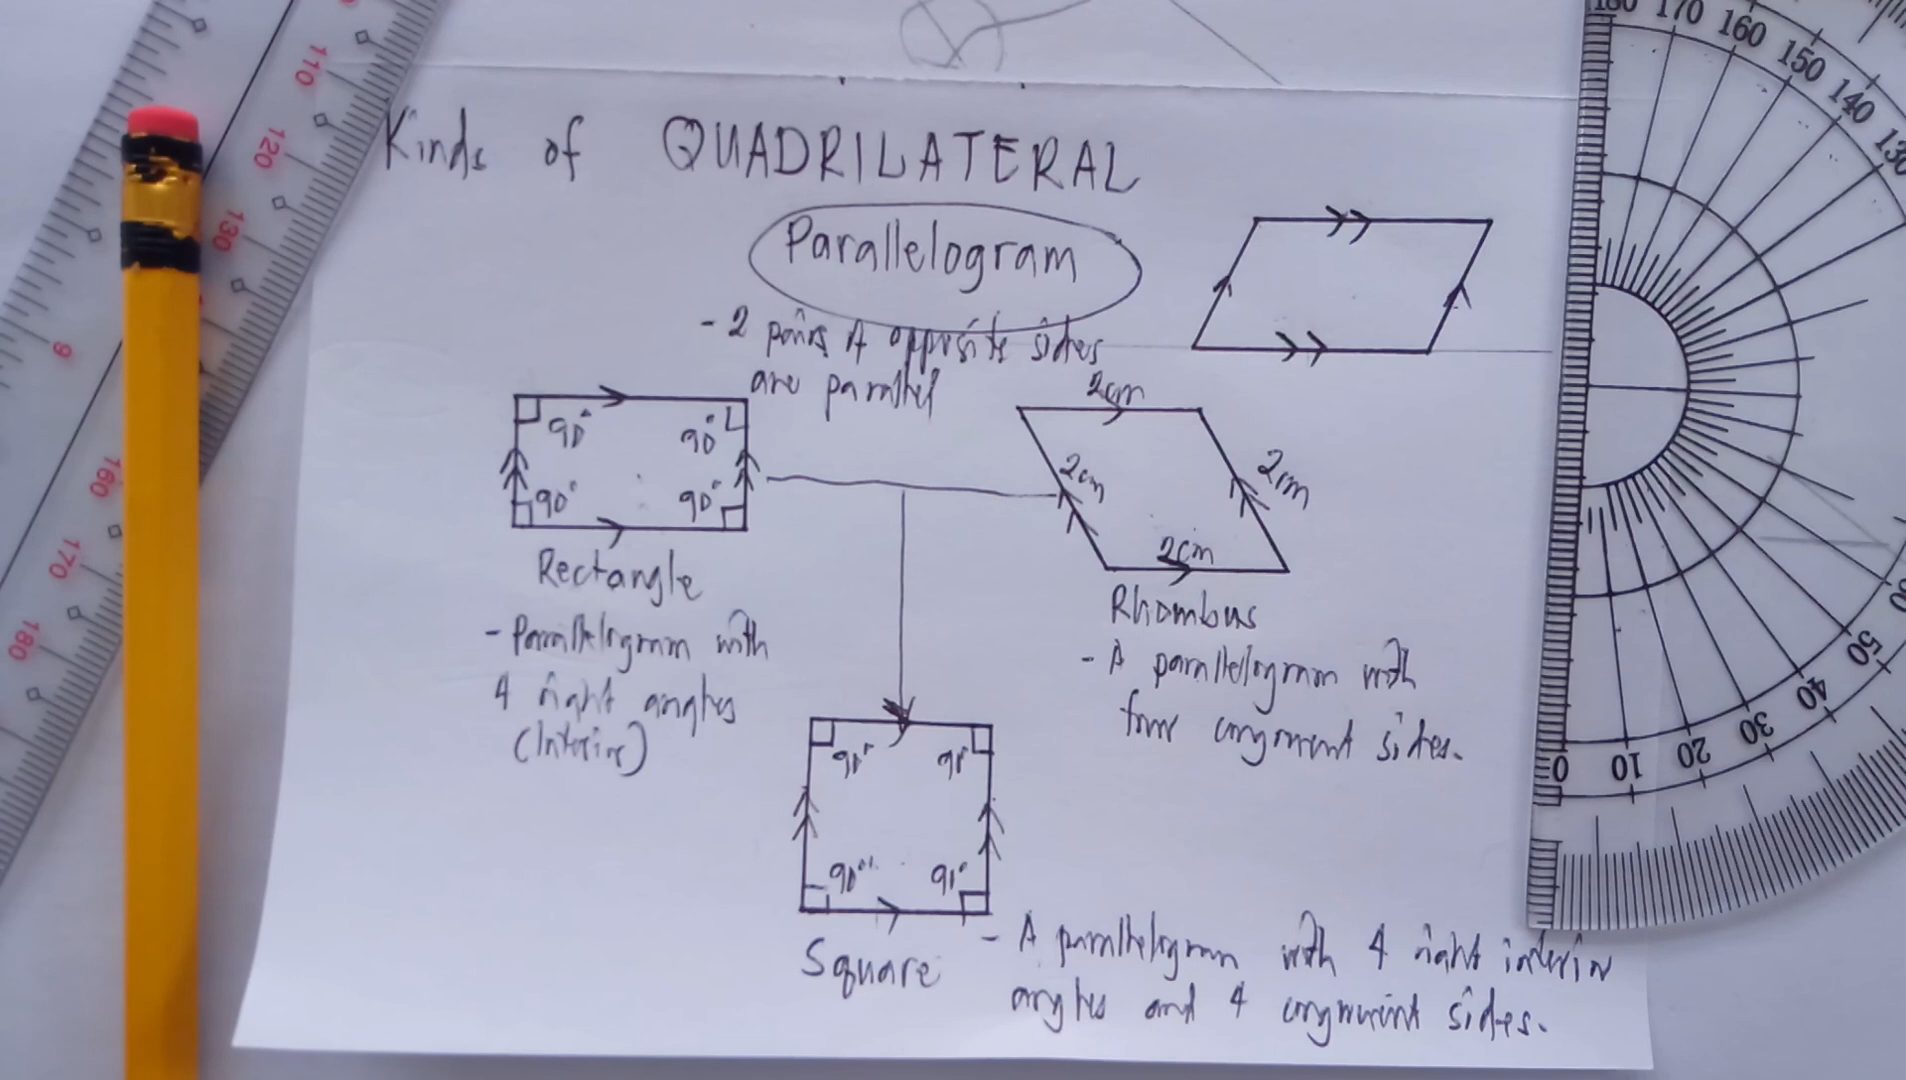 Kinds of QUADRILATERAL
Parallelogram
- 2 pairs of opposite sides
are parallel
90° 90°
90° 90°
Rectangle
- Parallelogram with
4 right angles
(Interior)
2cm
2cm 2cm
2cm
Rhombus
- A parallelogram with
four congruent sides.
90° 90°
90° 90°
Square
- A parallelogram with 4 right interior
angles and 4 congruent sides.
110
120
130
9
160
170
180
180 170 160 150 140 130
0 10 20 30 40 50